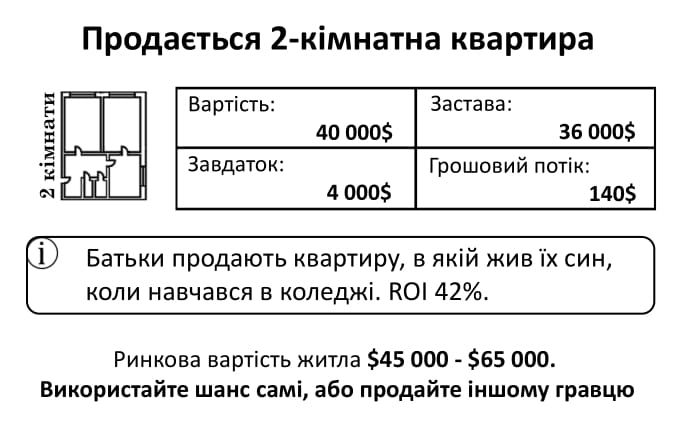 Продається 2-кімнатна квартира
2 кімнати
Вартість:
40 000$
Застава:
36 000$
Завдаток:
4 000$
Грошовий потік:
140$
i
Батьки продають квартиру, в якій жив їх син,
коли навчався в коледжі. ROI 42%.
Ринкова вартість житла $45 000 - $65 000.
Використайте шанс самі, або продайте іншому гравцю